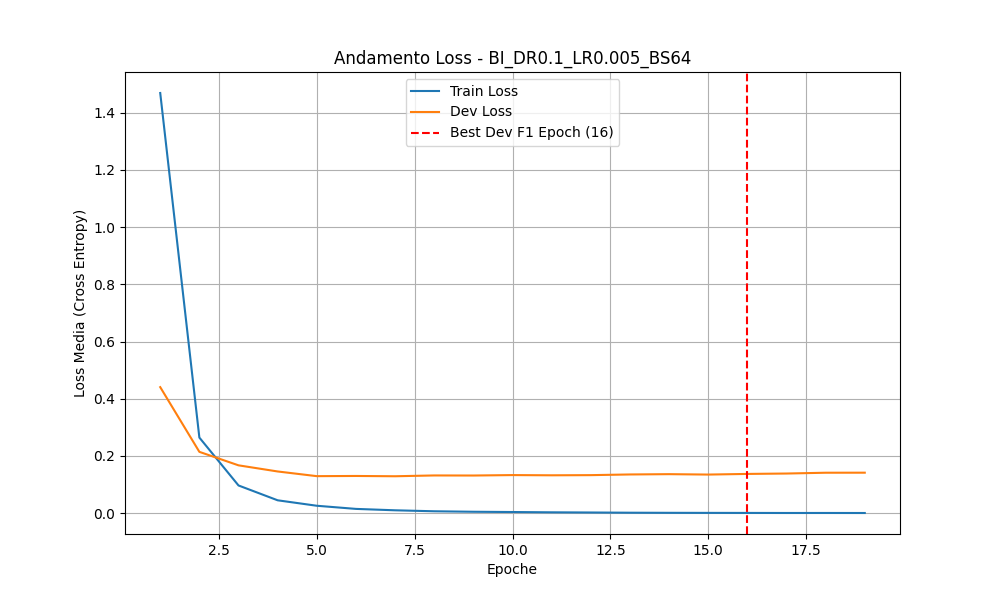 Andamento Loss - BI_DR0.1_LR0.005_BS64
Train Loss
Dev Loss
Best Dev F1 Epoch (16)
Loss Media (Cross Entropy)
1.4
1.2
1.0
0.8
0.6
0.4
0.2
0.0
2.5 5.0 7.5 10.0 12.5 15.0 17.5
Epoche